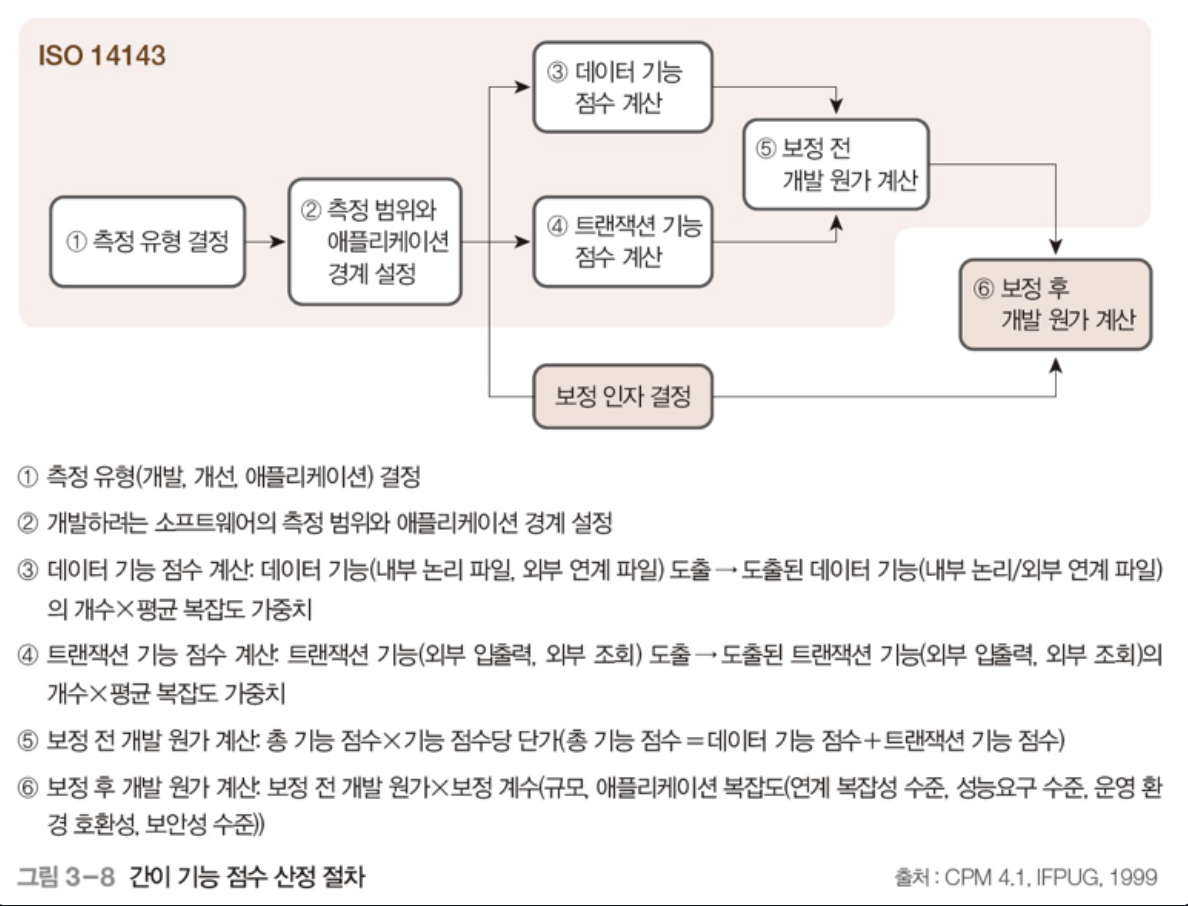 ISO 14143
① 측정 유형 결정
② 측정 범위와
애플리케이션
경계 설정
③ 데이터 기능
점수 계산
④ 트랜잭션 기능
점수 계산
⑤ 보정 전
개발 원가 계산
⑥ 보정 후
개발 원가 계산
보정 인자 결정
① 측정 유형(개발, 개선, 애플리케이션) 결정
② 개발하려는 소프트웨어의 측정 범위와 애플리케이션 경계 설정
③ 데이터 기능 점수 계산: 데이터 기능(내부 논리 파일, 외부 연계 파일) 도출→도출된 데이터 기능(내부 논리/외부 연계 파일)
의 개수×평균 복잡도 가중치
④ 트랜잭션 기능 점수 계산: 트랜잭션 기능(외부 입출력, 외부 조회) 도출→도출된 트랜잭션 기능(외부 입출력, 외부 조회)의
개수×평균 복잡도 가중치
⑤ 보정 전 개발 원가 계산: 총 기능 점수×기능 점수당 단가(총 기능 점수=데이터 기능 점수+트랜잭션 기능 점수)
⑥ 보정 후 개발 원가 계산: 보정 전 개발 원가×보정 계수(규모, 애플리케이션 복잡도(연계 복잡성 수준, 성능요구 수준, 운영 환
경 호환성, 보안성 수준))
그림 3-8 간이 기능 점수 산정 절차
출처: CPM 4.1, IFPUG, 1999